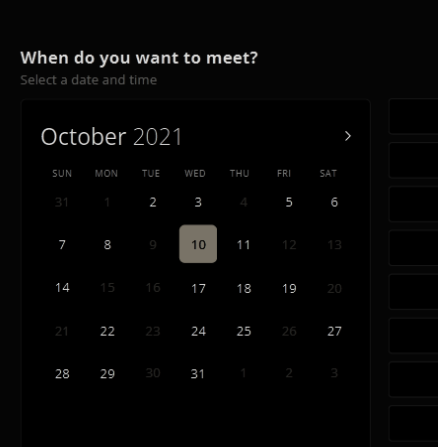 When do you want to meet?
Select a date and time
October 2021
SUN MON TUE WED THU FRI SAT
31 1 2 3 4 5 6
7 8 9 10 11 12 13
14 15 16 17 18 19 20
21 22 23 24 25 26 27
28 29 30 31 1 2 3